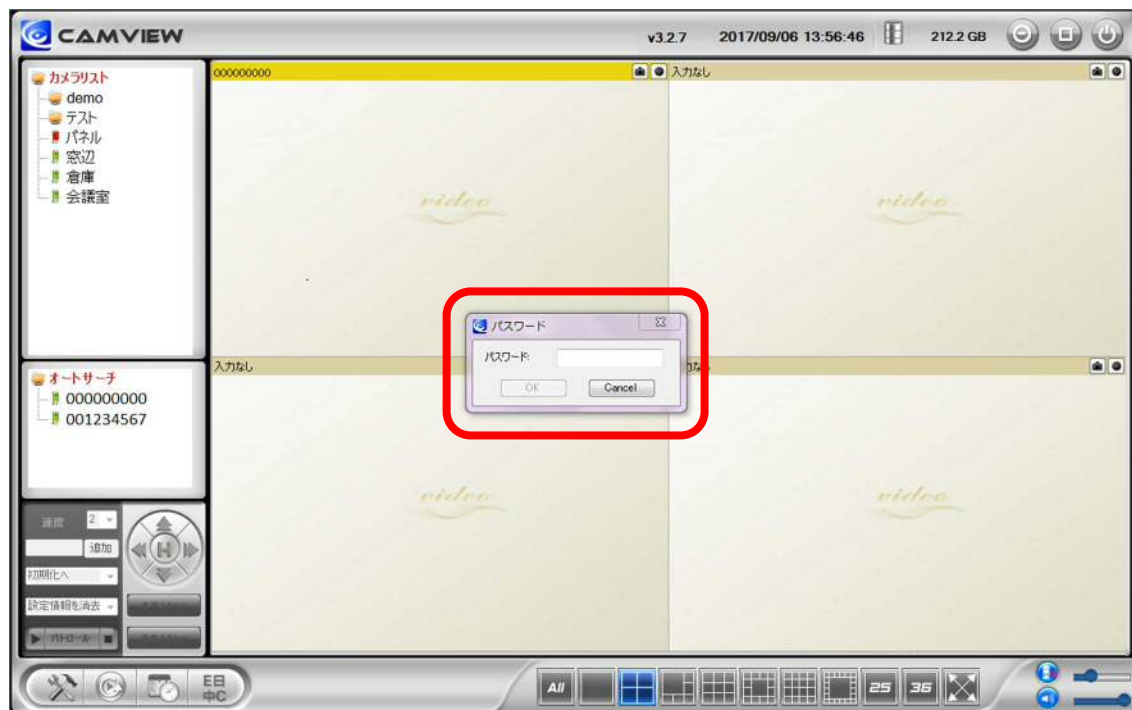 CAMVIEW
v3.2.7 2017/09/06 13:56:46 212.2 GB
カメラリスト
demo
テスト
パネル
窓辺
倉庫
会議室
000000000
入力なし
video
video
パスワード
パスワード:
OK Cancel
入力なし
video
video
オートサーチ
000000000
001234567
速度 2
追加
H
初期化へ
設定情報を消去
パトロール
E日
中C
All
25 36